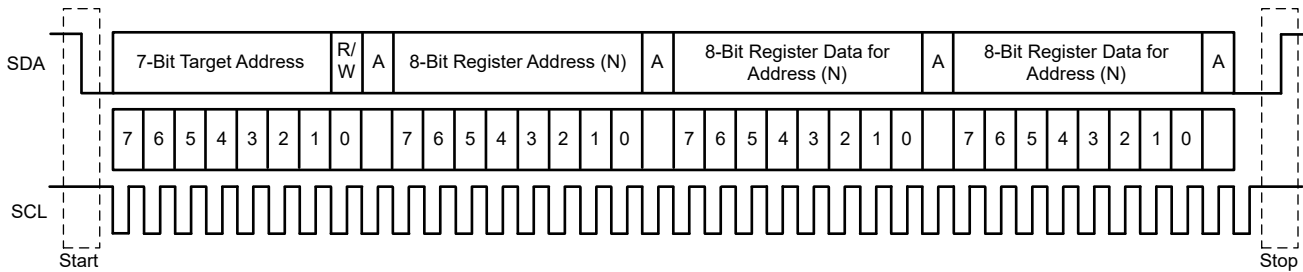 SDA
7-Bit Target Address
R/
W
A
8-Bit Register Address (N)
A
8-Bit Register Data for
Address (N)
A
8-Bit Register Data for
Address (N)
A
7 6 5 4 3 2 1 0 7 6 5 4 3 2 1 0 7 6 5 4 3 2 1 0 7 6 5 4 3 2 1 0
SCL
Start
Stop